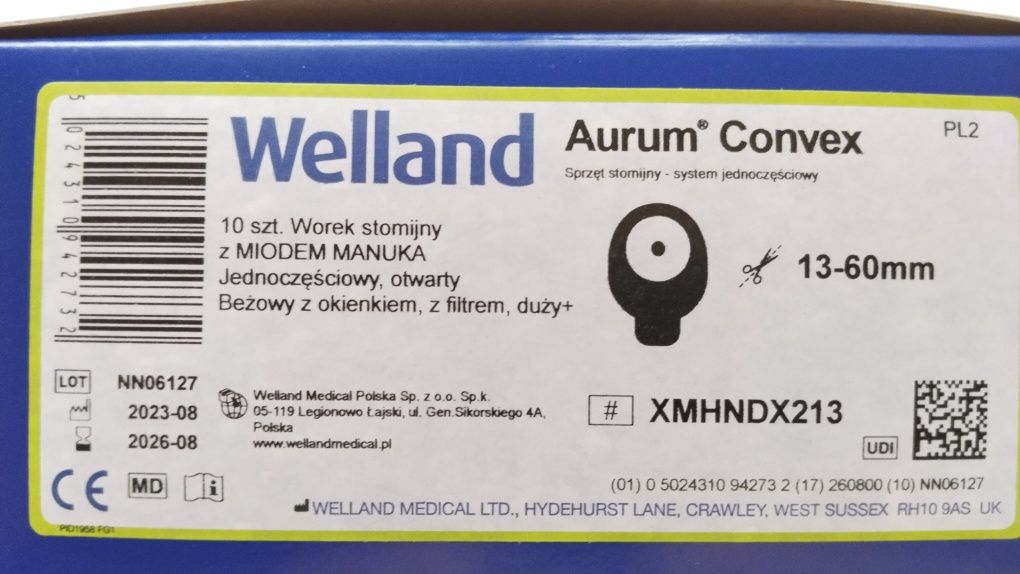 5 024310 942732
Welland
Aurum® Convex
PL2
Sprzęt stomijny - system jednoczęściowy
10 szt. Worek stomijny
z MIODEM MANUKA
Jednoczęściowy, otwarty
Beżowy z okienkiem, z filtrem, duży+
13-60mm
LOT NN06127
2023-08
2026-08
Welland Medical Polska Sp. z o.o. Sp.k.
05-119 Legionowo Łajski, ul. Gen.Sikorskiego 4A,
Polska
www.wellandmedical.pl
# XMHNDX213
UDI
CE MD i
(01) 0 5024310 94273 2 (17) 260800 (10) NN06127
WELLAND MEDICAL LTD., HYDEHURST LANE, CRAWLEY, WEST SUSSEX RH10 9AS UK
PID1958 FG1